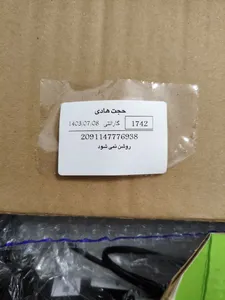 حجت هادی
1742 گارانتی 1403/07/08
2091147776938
روشن نمی شود